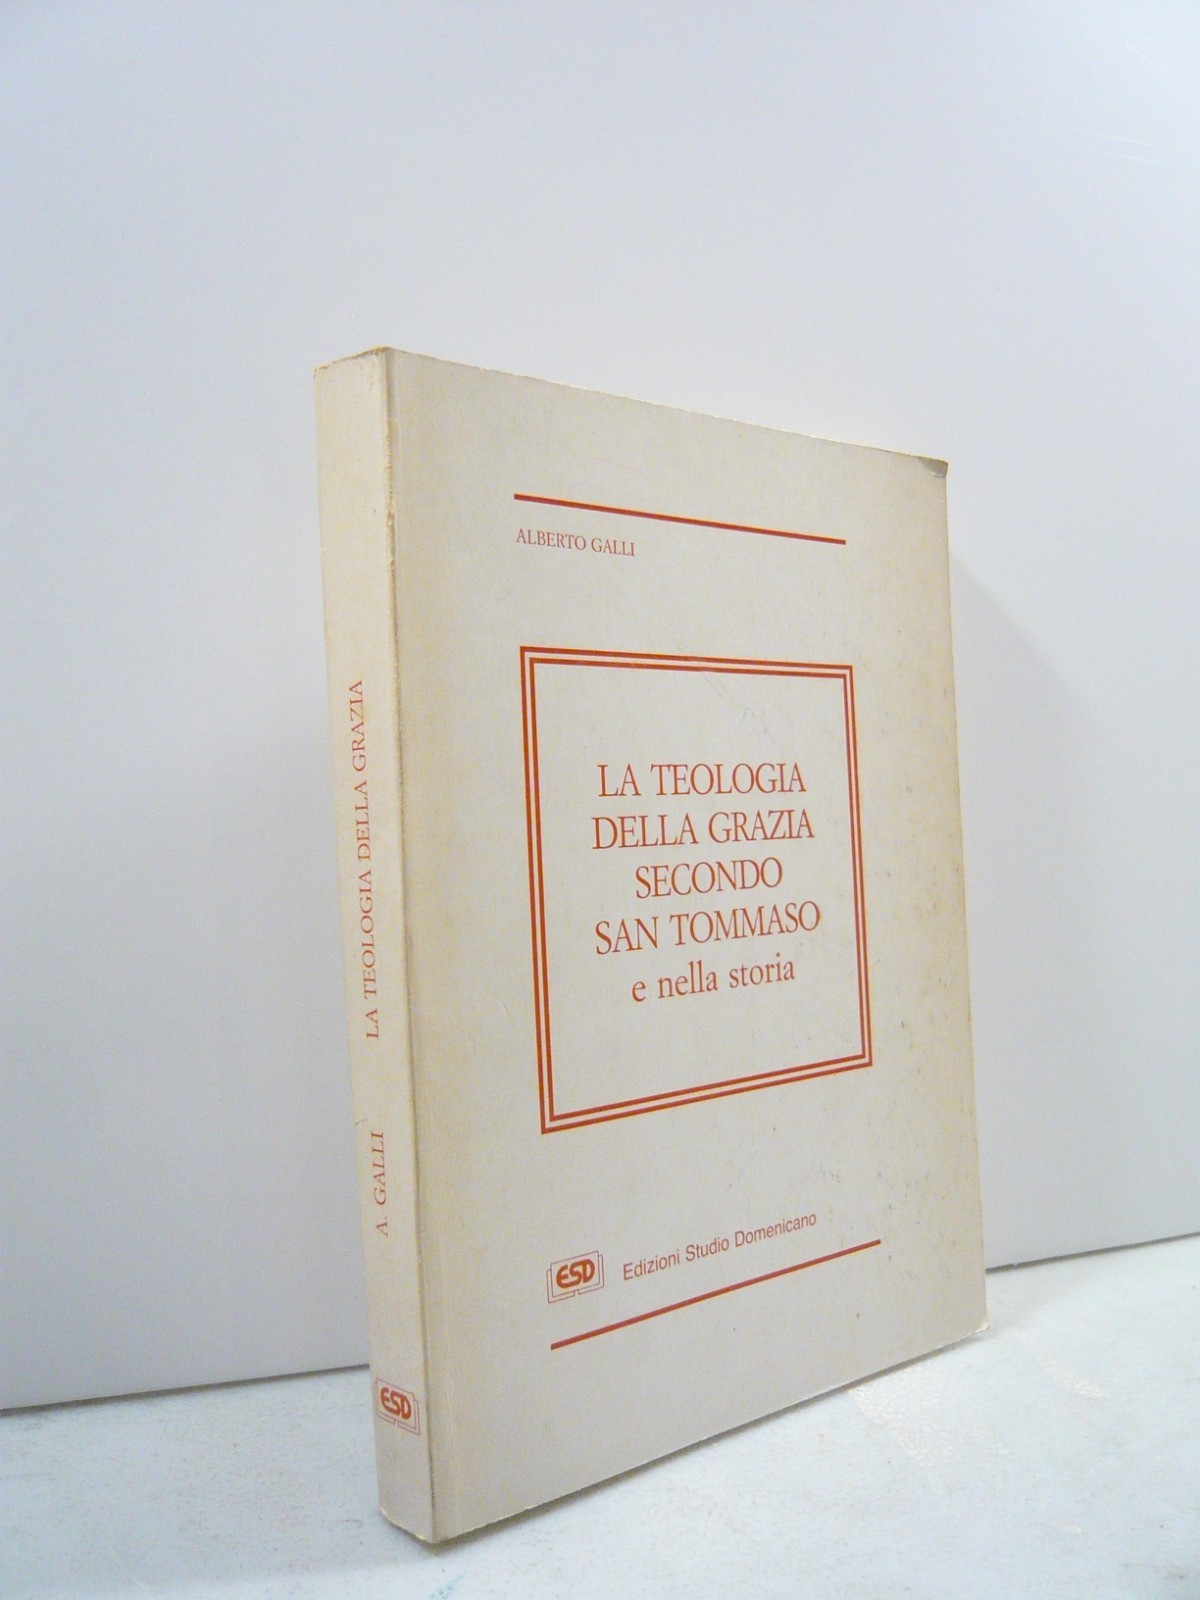 ALBERTO GALLI
LA TEOLOGIA
DELLA GRAZIA
SECONDO
SAN TOMMASO
e nella storia
ESD Edizioni Studio Domenicano
A. GALLI LA TEOLOGIA DELLA GRAZIA
ESD